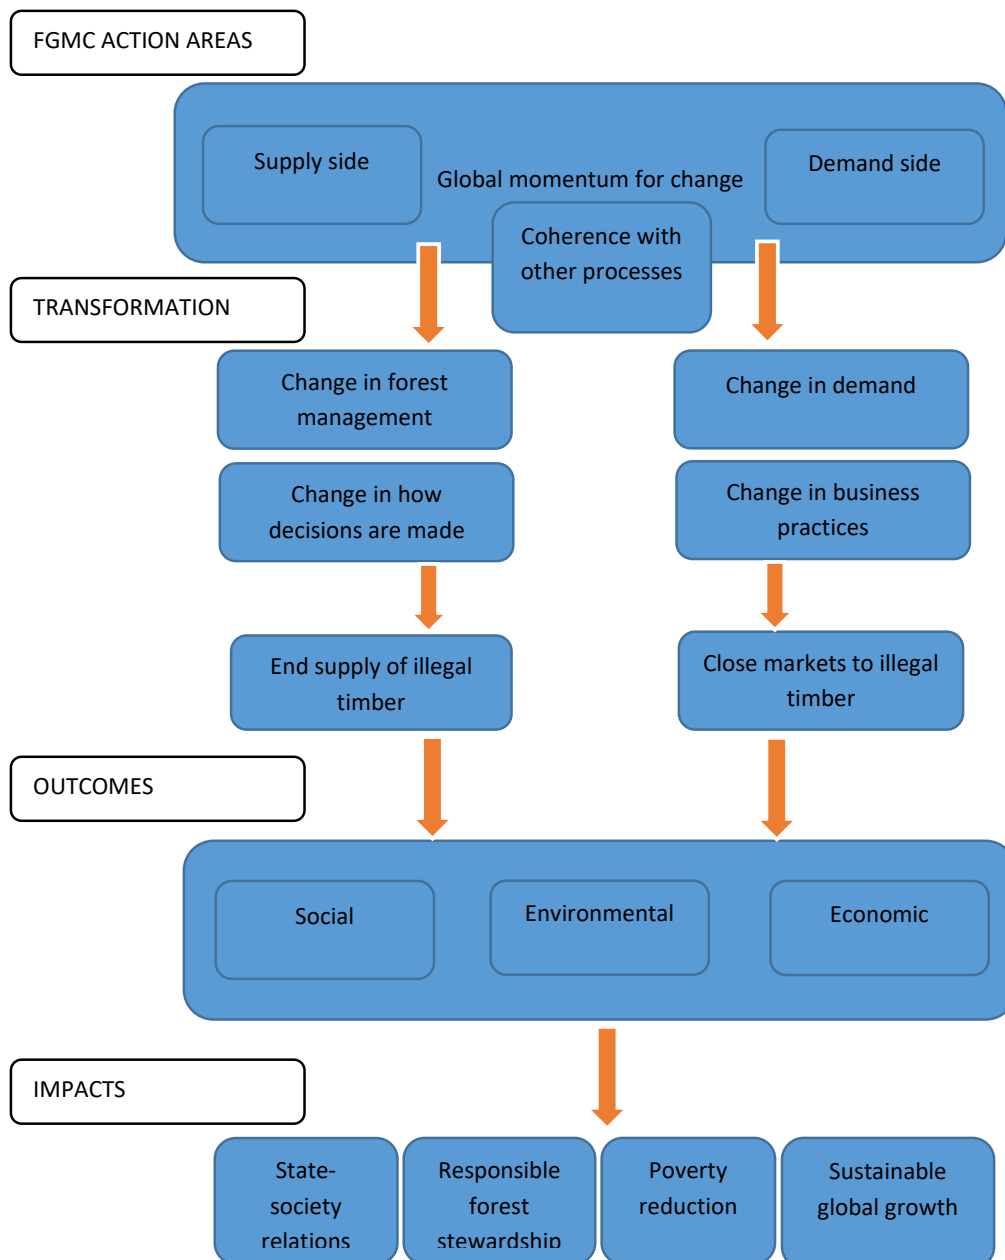 FGMC ACTION AREAS
Supply side
Global momentum for change
Demand side
Coherence with
other processes
TRANSFORMATION
Change in forest
management
Change in demand
Change in how
decisions are made
Change in business
practices
End supply of illegal
timber
Close markets to illegal
timber
OUTCOMES
Social
Environmental
Economic
IMPACTS
State-
society
relations
Responsible
forest
stewardship
Poverty
reduction
Sustainable
global growth